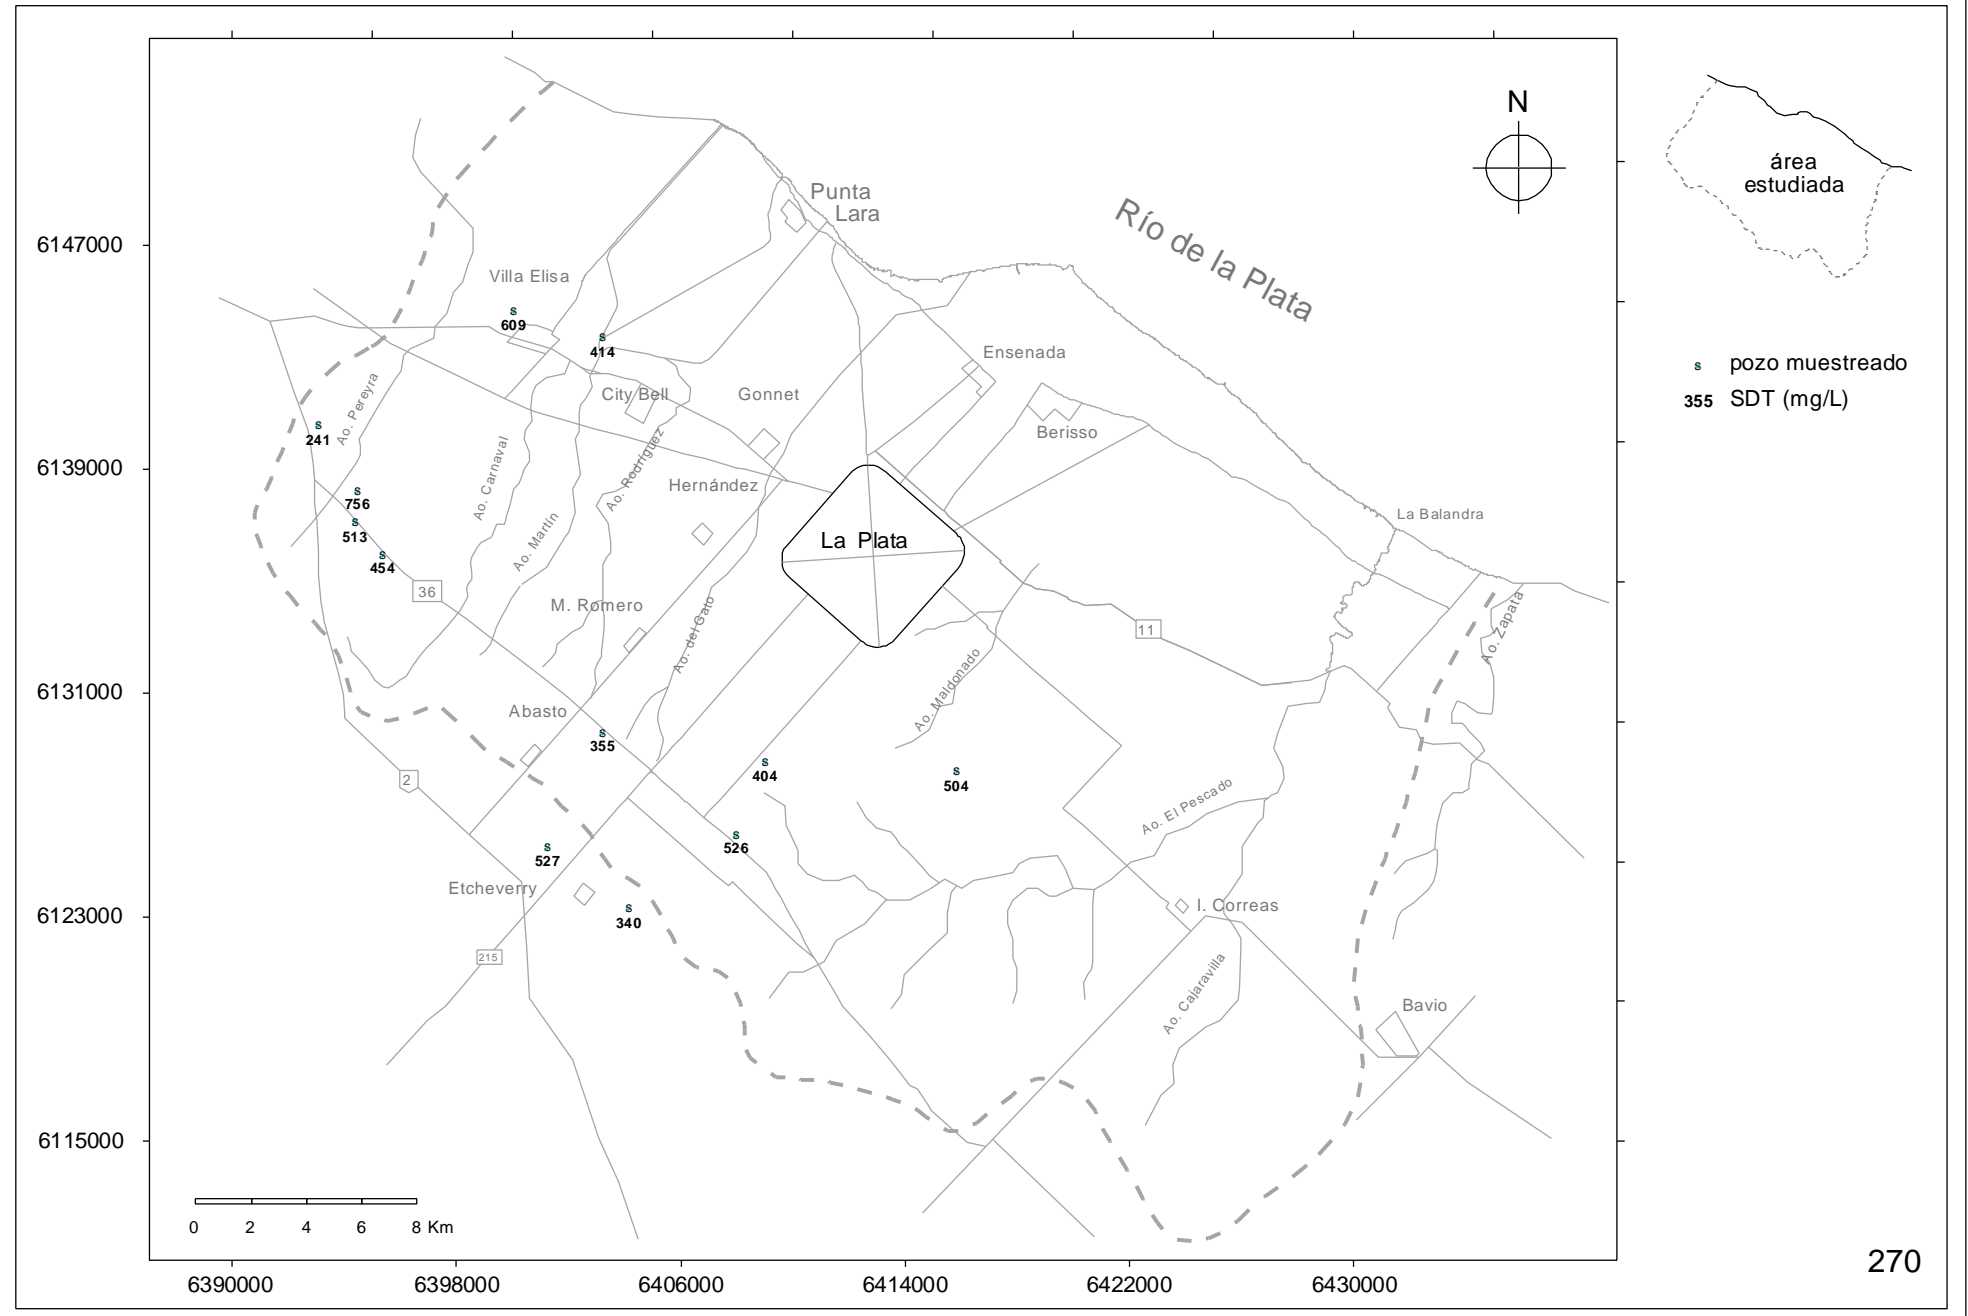 N
área
estudiada
Punta
Lara
Río de la Plata
6147000
Villa Elisa
s
609
s
414
Ensenada
s pozo muestreado
355 SDT (mg/L)
City Bell
Gonnet
Ao. Pereyra
s
241
Berisso
Ao. Carnaval
Ao. Rodríguez
6139000
Hernández
s
756
s
513
La Balandra
Ao. Martín
La Plata
s
454
36
M. Romero
Ao. del Gato
11
Ao. Zapata
6131000
Ao. Maldonado
Abasto
s
355
s
404
s
504
2
Ao. El Pescado
s
526
s
527
Etcheverry
s
340
6123000
I. Correas
215
Ao. Cajaravilla
Bavio
6115000
0 2 4 6 8 Km
270
6390000 6398000 6406000 6414000 6422000 6430000